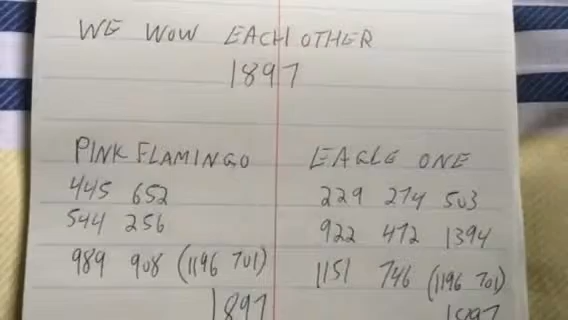 WE WOW EACH OTHER
1897
PINK FLAMINGO
445 652
544 256
989 908 (1196 701)
1897
EAGLE ONE
229 274 503
922 472 1394
1151 746 (1196 701)
1897